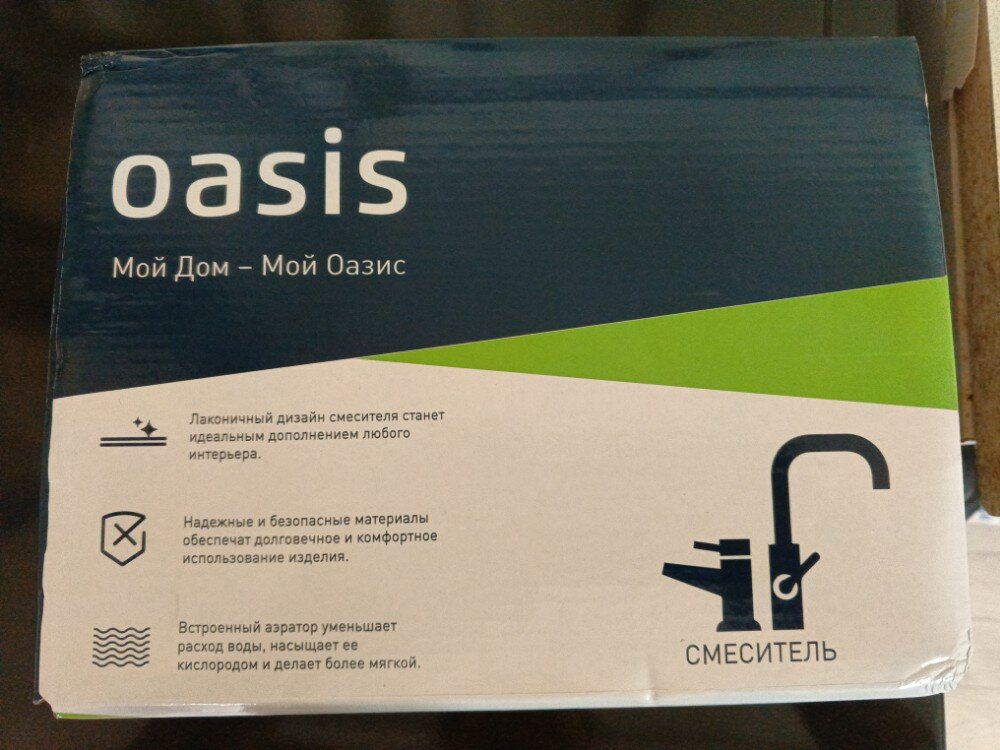 oasis
Мой Дом – Мой Оазис
Лаконичный дизайн смесителя станет
идеальным дополнением любого
интерьера.
Надежные и безопасные материалы
обеспечат долговечное и комфортное
использование изделия.
Встроенный аэратор уменьшает
расход воды, насыщает ее
кислородом и делает более мягкой.
СМЕСИТЕЛЬ